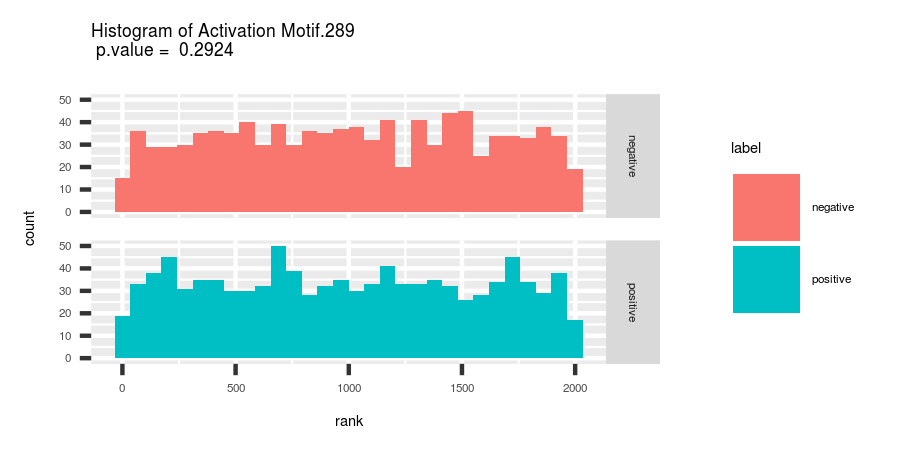 Histogram of Activation Motif.289
p.value =  0.2924
50
40
30
20
10
0
negative
50
40
30
20
10
0
positive
count
0
500
1000
1500
2000
rank
label
negative
positive